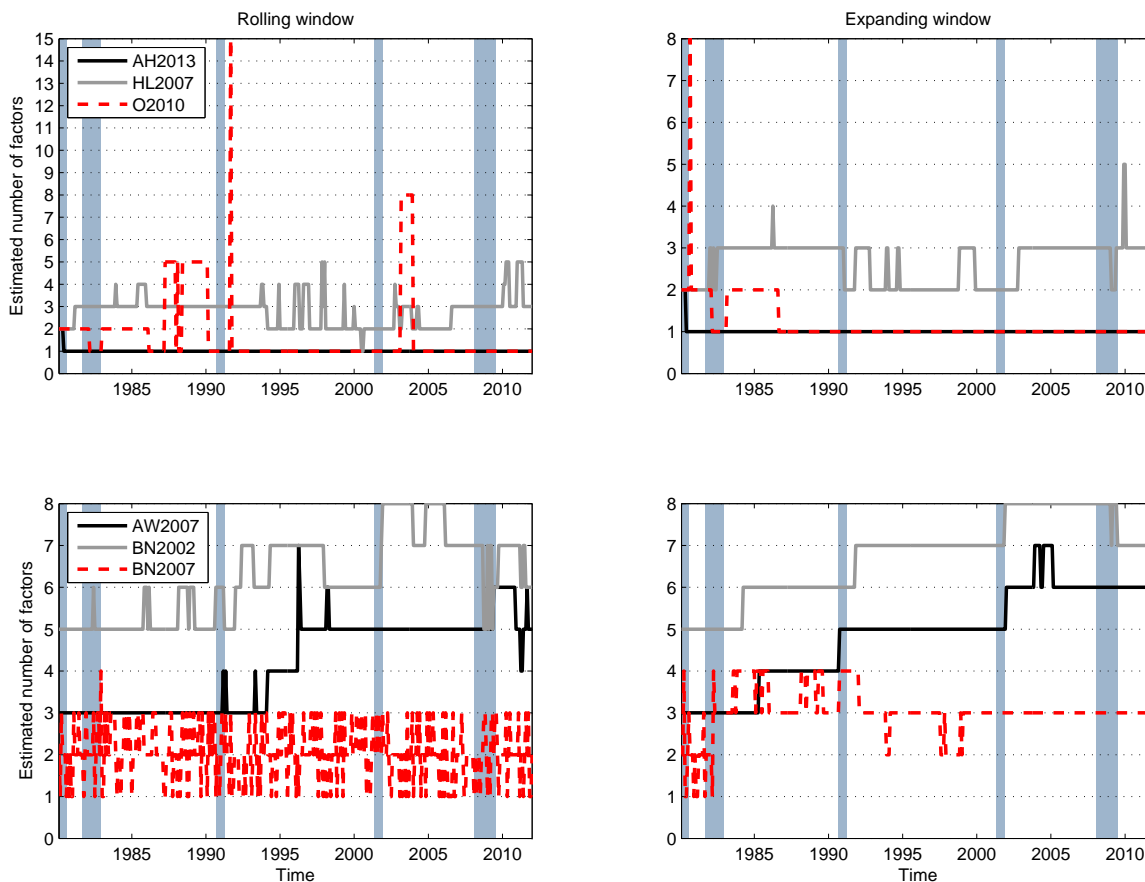 Rolling window
Estimated number of factors
15
14
13
12
11
10
9
8
7
6
5
4
3
2
1
0
AH2013
HL2007
O2010
1985 1990 1995 2000 2005 2010
Expanding window
8
7
6
5
4
3
2
1
0
1985 1990 1995 2000 2005 2010
Estimated number of factors
8
7
6
5
4
3
2
1
0
AW2007
BN2002
BN2007
1985 1990 1995 2000 2005 2010
Time
8
7
6
5
4
3
2
1
0
1985 1990 1995 2000 2005 2010
Time